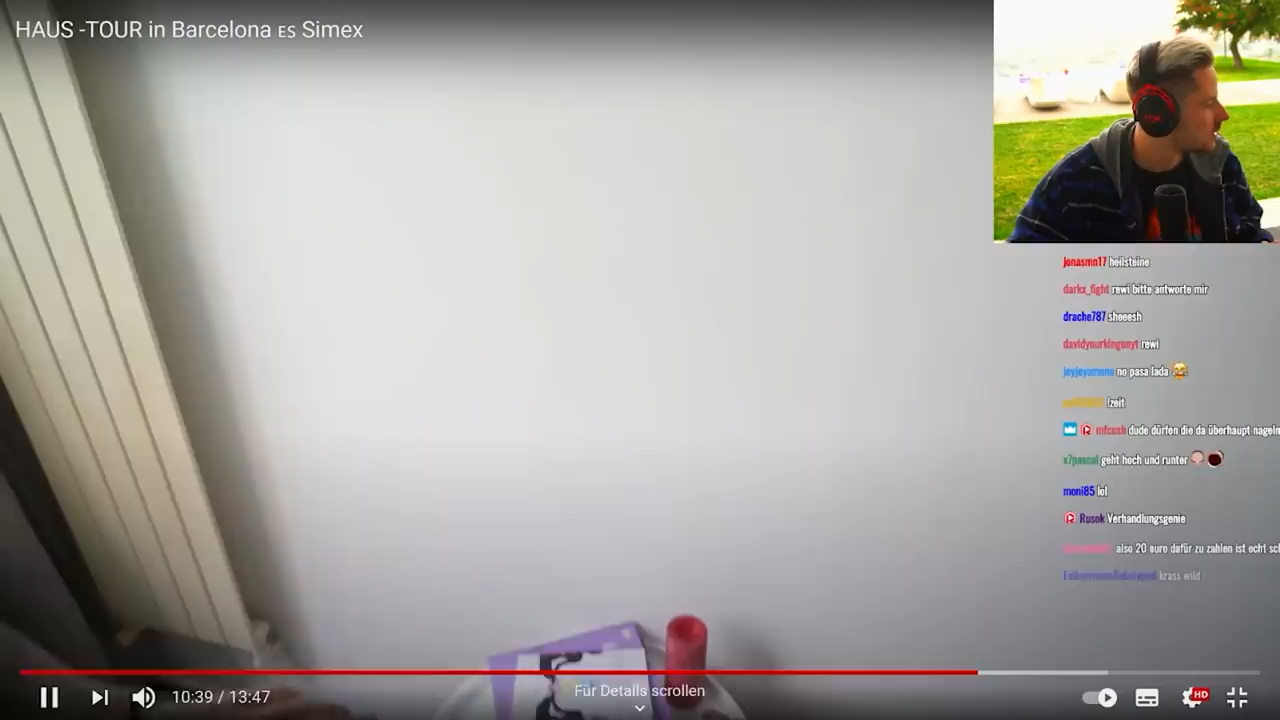 HAUS -TOUR in Barcelona ES Simex
jonasmn17 heilsteine
darkx_fight rewi bitte antworte mir
drache787 sheeesh
davidyourkingonyt rewi
no pasa lada 😂
!zeit
mfcush dude dürfen die da überhaupt nageln
x7pascal geht hoch und runter
moni85 lol
Rusok Verhandlungsgenie
also 20 euro dafür zu zahlen ist echt
krass wild
10:39 / 13:47
Für Details scrollen
HD